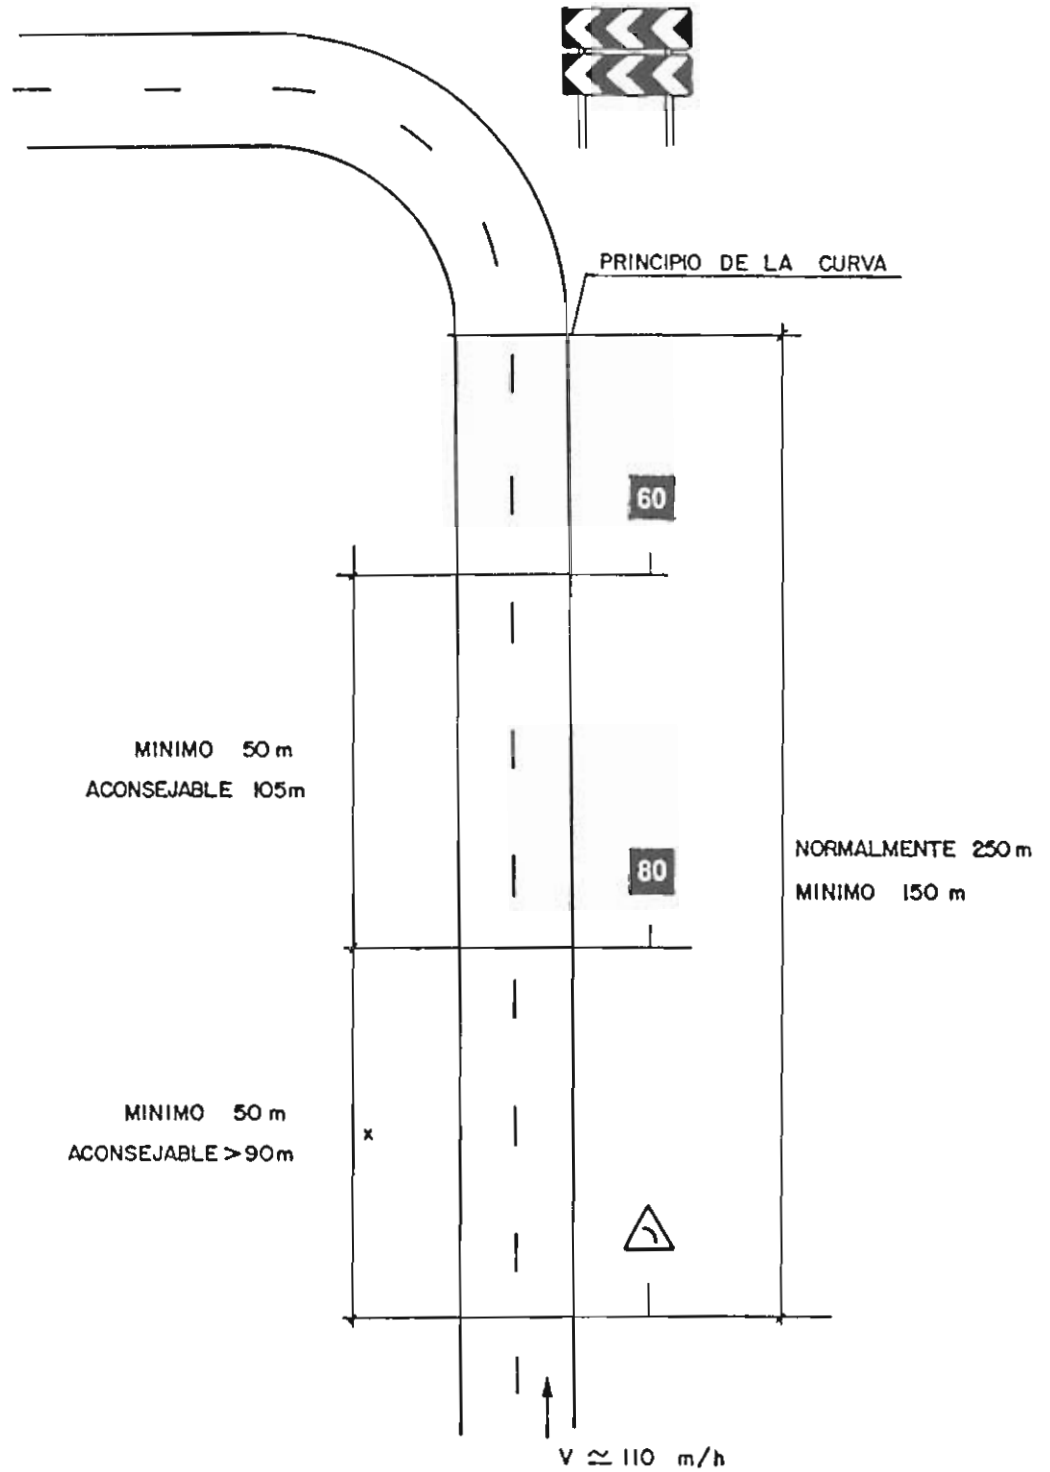 PRINCIPIO DE LA CURVA
60
MINIMO 50 m
ACONSEJABLE 105m
80
NORMALMENTE 250 m
MINIMO 150 m
MINIMO 50 m
ACONSEJABLE > 90m
x
V ≃ 110 m/h